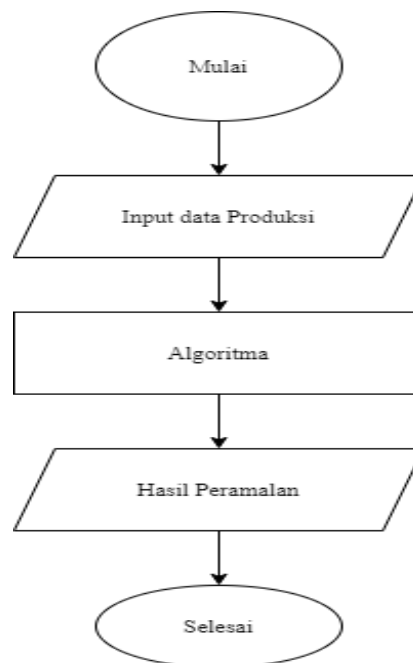 Mulai
Input data Produksi
Algoritma
Hasil Peramalan
Selesai